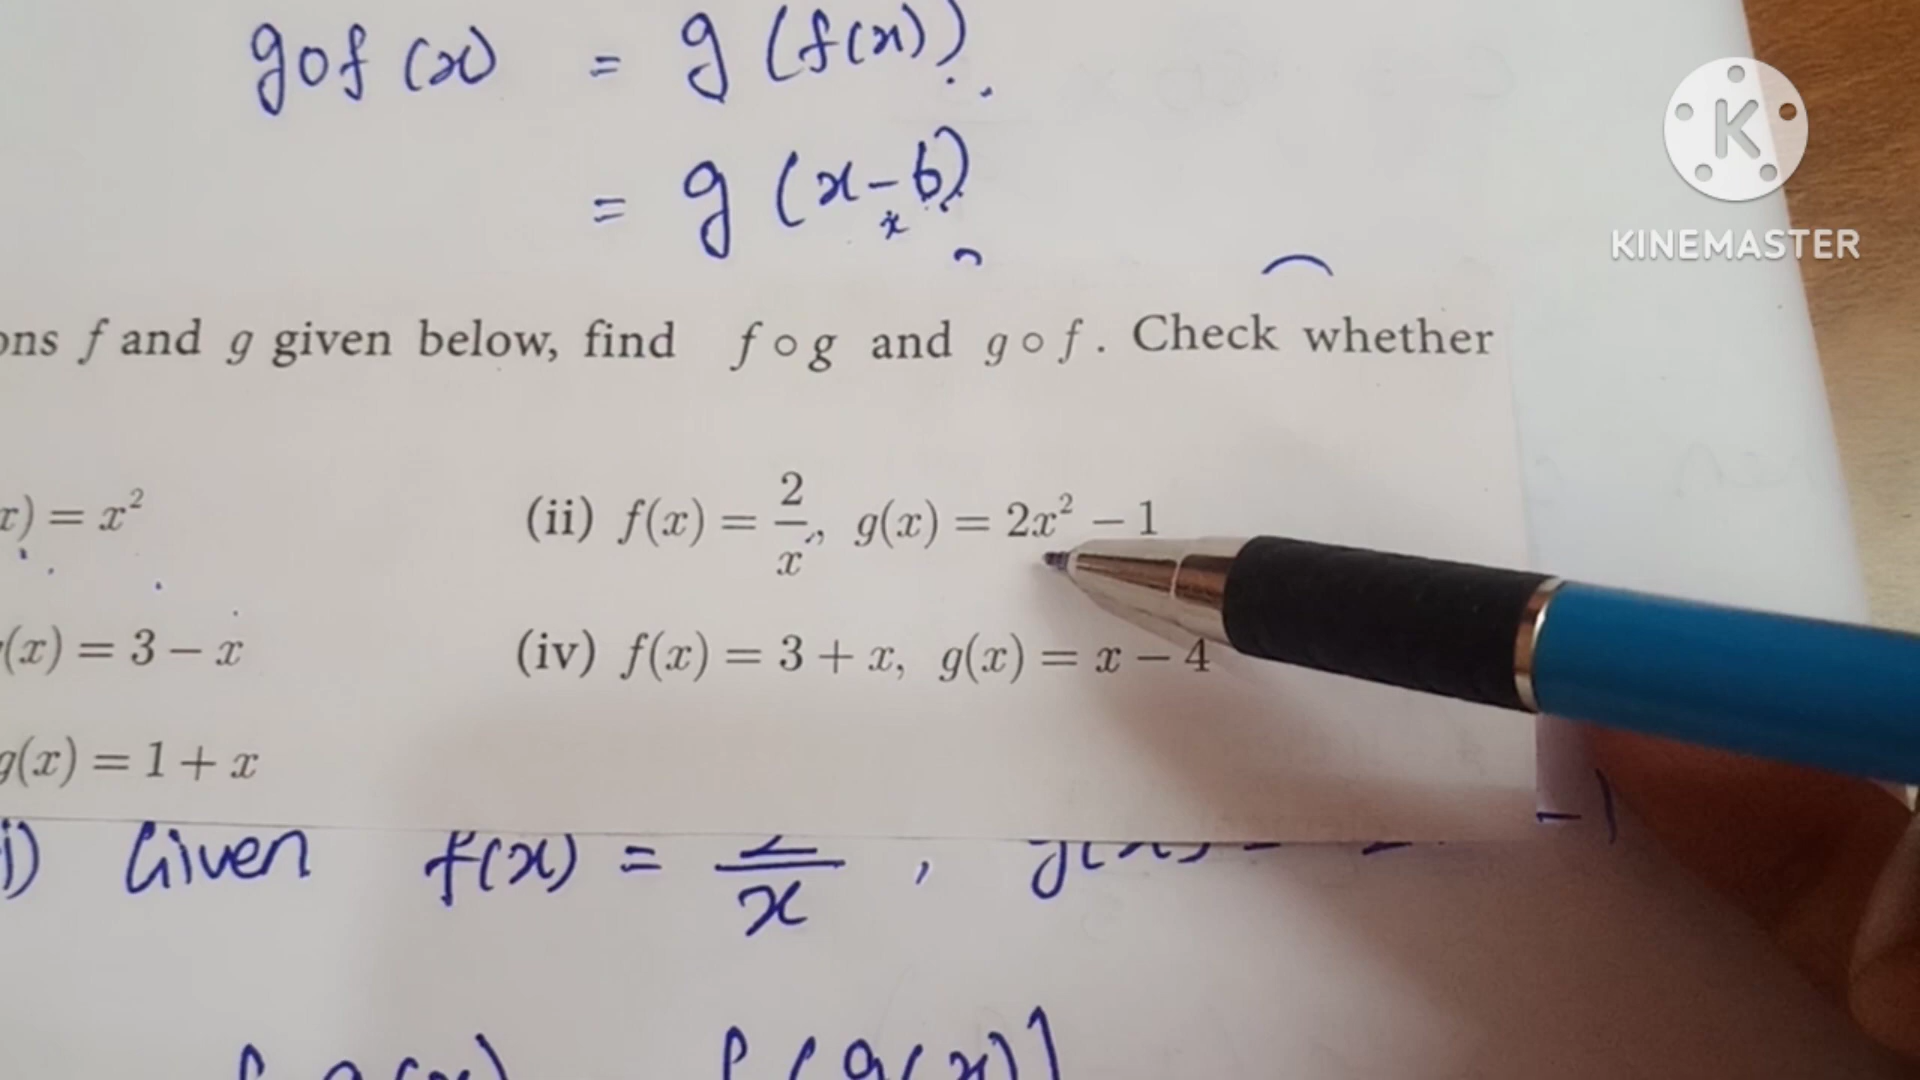 gof (x) = g (f(x))
= g (x-6)
K
KINEMASTER
ons f and g given below, find f ∘ g and g ∘ f. Check whether
x) = x² (ii) f(x) = 2/x, g(x) = 2x² − 1
(x) = 3 − x (iv) f(x) = 3 + x, g(x) = x − 4
g(x) = 1 + x
i) Given f(x) = 2/x , g(x) = -1
f(g(x)]